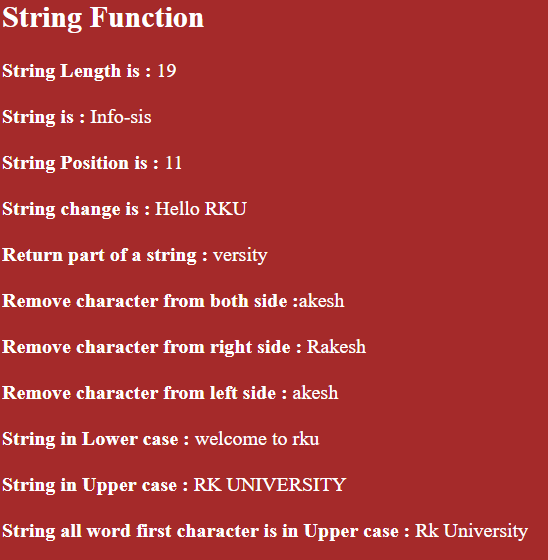 String Function
String Length is : 19
String is : Info-sis
String Position is : 11
String change is : Hello RKU
Return part of a string : versity
Remove character from both side :akesh
Remove character from right side : Rakesh
Remove character from left side : akesh
String in Lower case : welcome to rku
String in Upper case : RK UNIVERSITY
String all word first character is in Upper case : Rk University